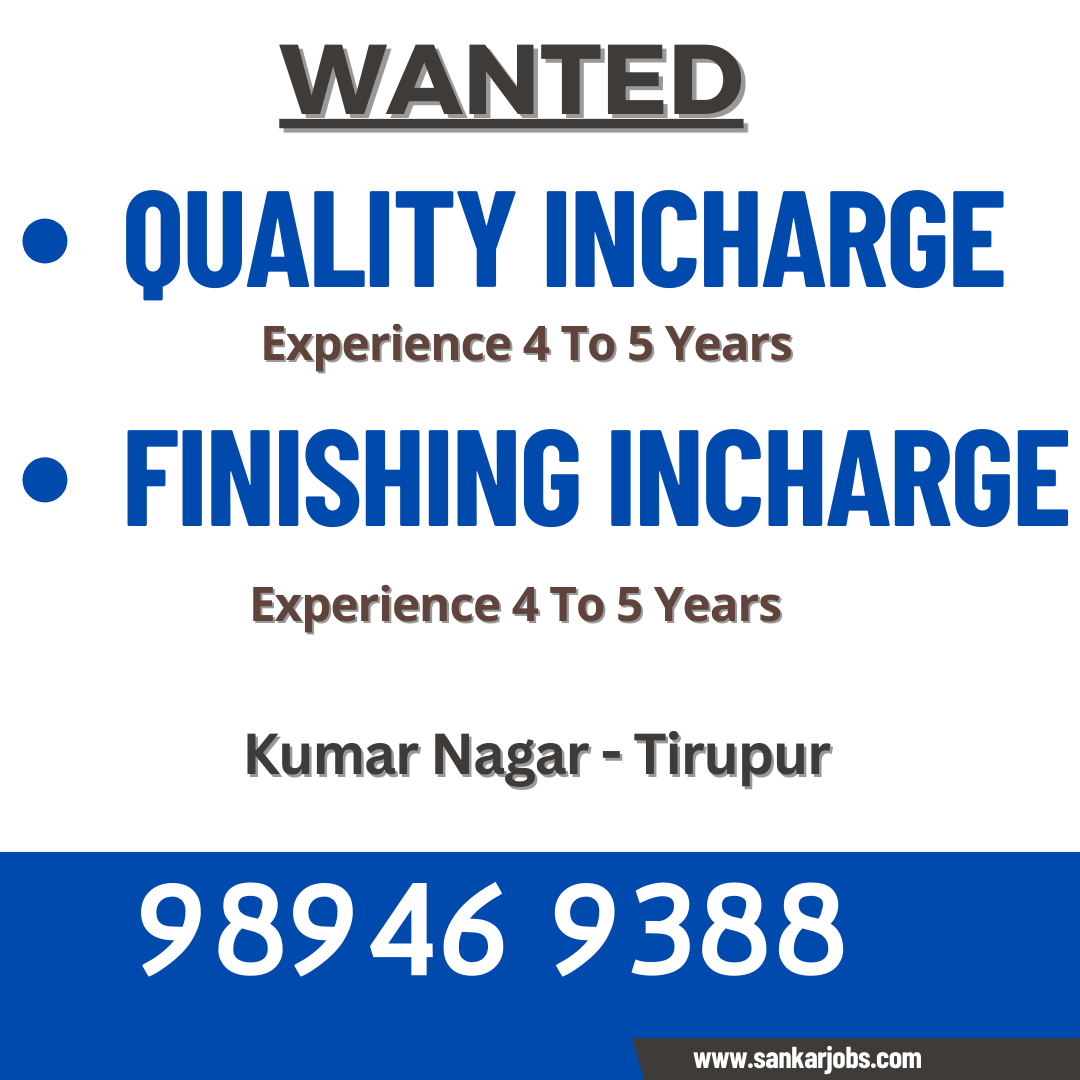 WANTED
• QUALITY INCHARGE
Experience 4 To 5 Years
• FINISHING INCHARGE
Experience 4 To 5 Years
Kumar Nagar - Tirupur
98946 9388
www.sankarjobs.com